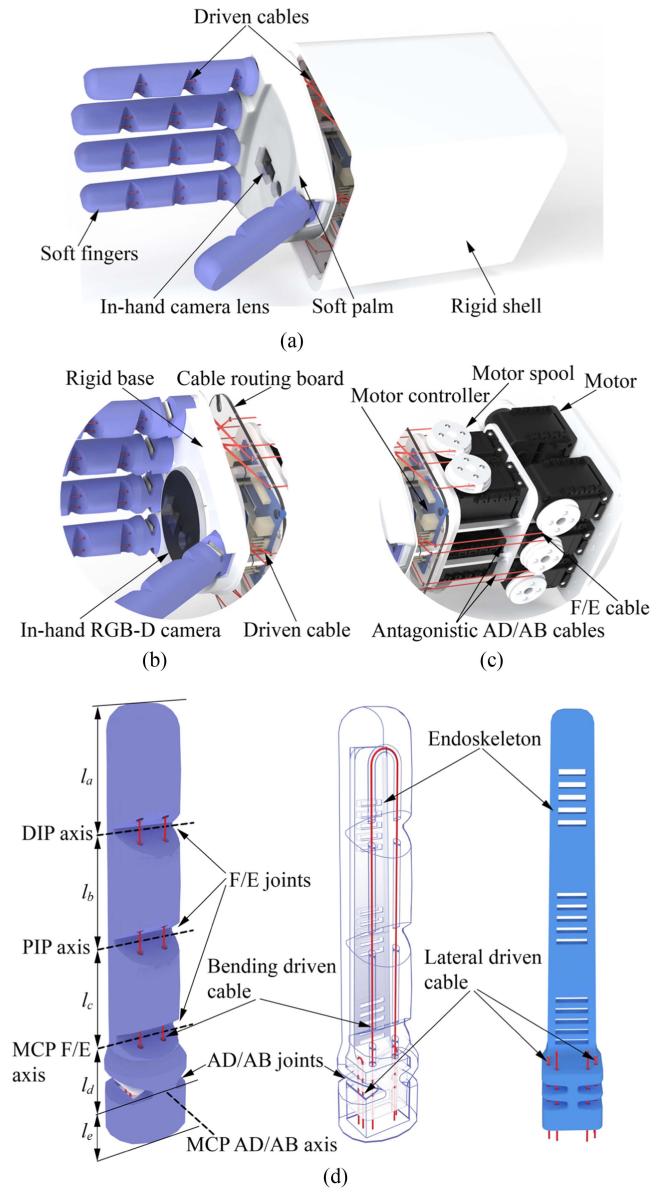 Driven cables
Soft fingers
In-hand camera lens
Soft palm
Rigid shell
(a)
Rigid base
Cable routing board
In-hand RGB-D camera
Driven cable
(b)
Motor controller
Motor spool
Motor
F/E cable
Antagonistic AD/AB cables
(c)
l_a
DIP axis
l_b
PIP axis
l_c
MCP F/E
axis
l_d
l_e
F/E joints
Bending driven
cable
AD/AB joints
MCP AD/AB axis
Endoskeleton
Lateral driven
cable
(d)